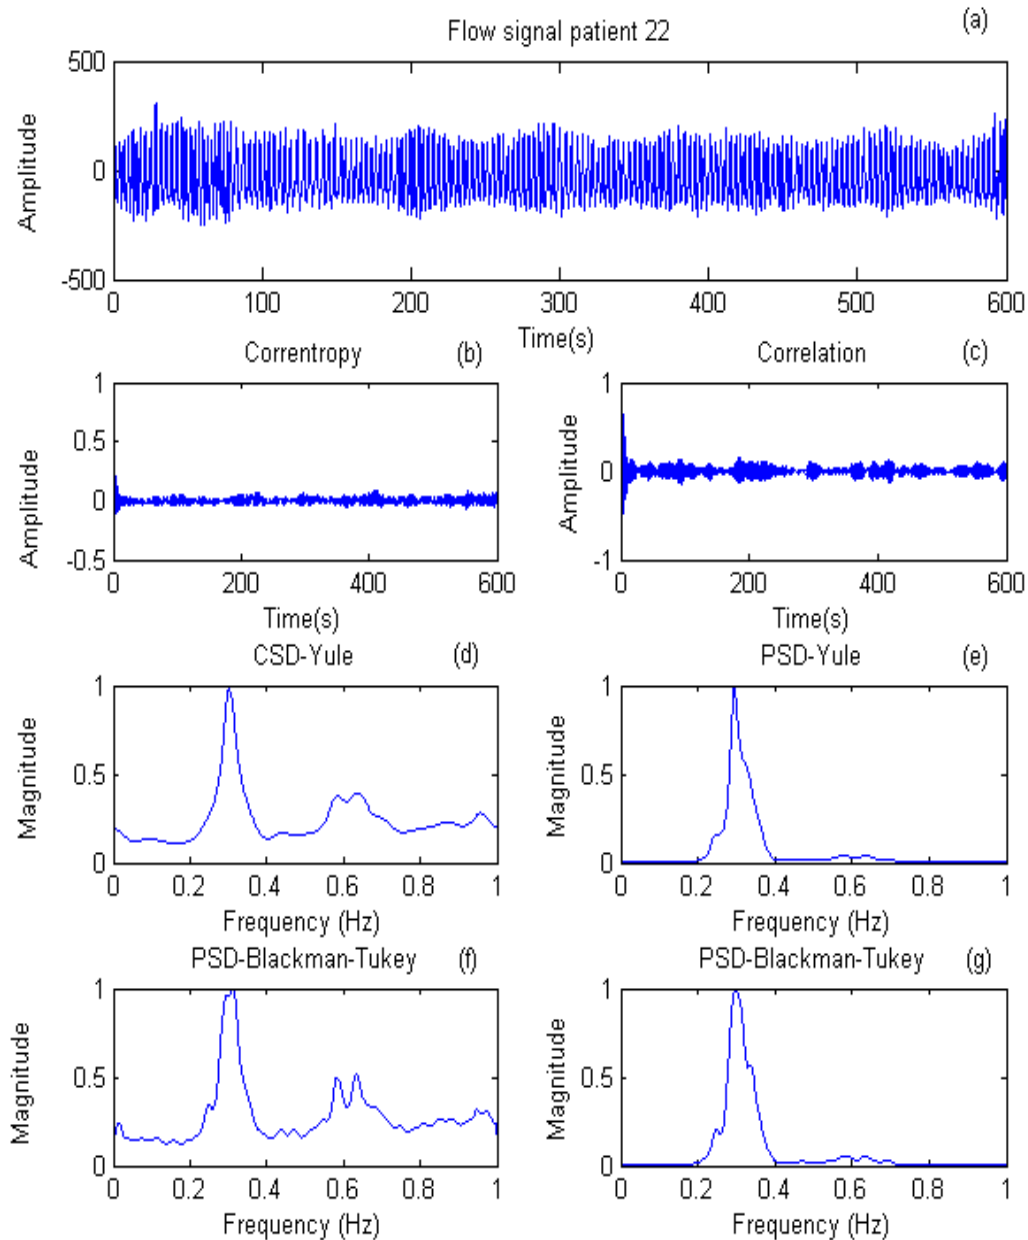 Flow signal patient 22
(a)
500
0
-500
Amplitude
0 100 200 300 400 500 600
Time(s)
Correntropy (b)
1
0.5
0
-0.5
Amplitude
0 200 400 600
Time(s)
Correlation (c)
1
0
-1
Amplitude
0 200 400 600
Time(s)
CSD-Yule (d)
1
0.5
0
Magnitude
0 0.2 0.4 0.6 0.8 1
Frequency (Hz)
PSD-Yule (e)
1
0.5
0
Magnitude
0 0.2 0.4 0.6 0.8 1
Frequency (Hz)
PSD-Blackman-Tukey (f)
1
0.5
0
Magnitude
0 0.2 0.4 0.6 0.8 1
Frequency (Hz)
PSD-Blackman-Tukey (g)
1
0.5
0
Magnitude
0 0.2 0.4 0.6 0.8 1
Frequency (Hz)